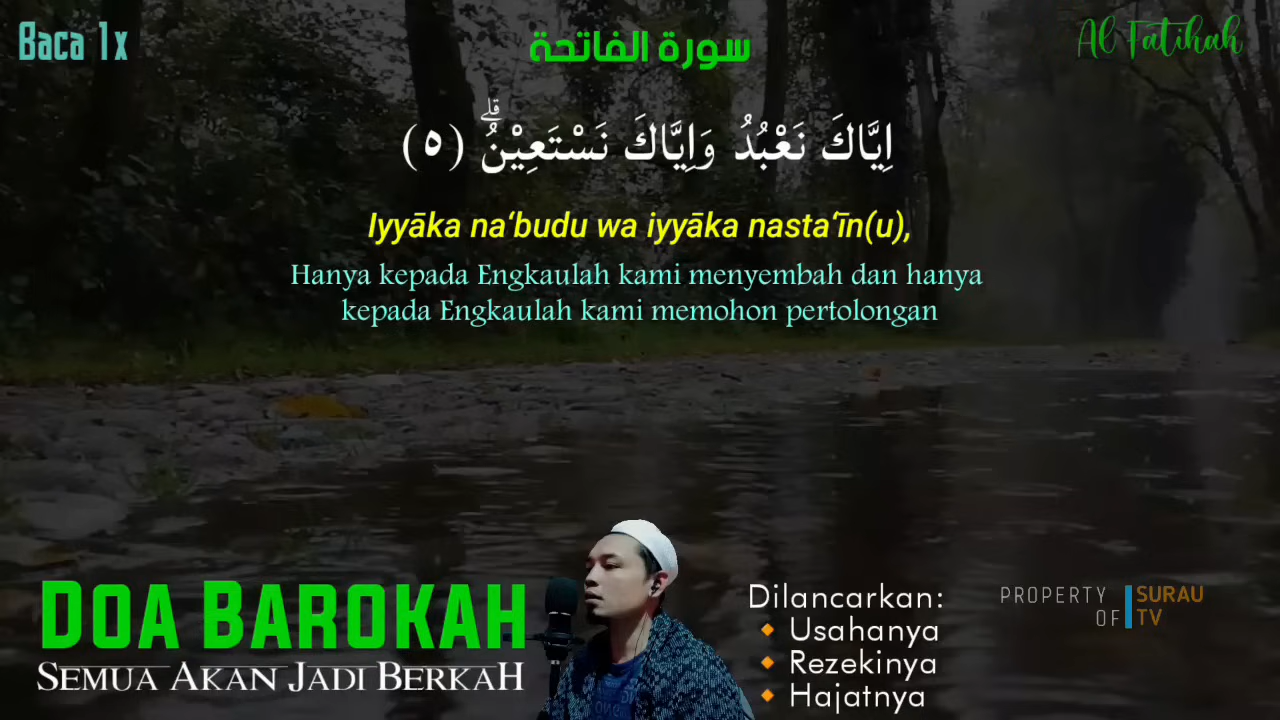 Baca 1x
سورة الفاتحة
Al Fatihah
اِيَّاكَ نَعْبُدُ وَاِيَّاكَ نَسْتَعِيْنُۗ (٥)
Iyyāka na‘budu wa iyyāka nasta‘īn(u),
Hanya kepada Engkaulah kami menyembah dan hanya
kepada Engkaulah kami memohon pertolongan
DOA BAROKAH
SEMUA AKAN JADI BERKAH
Dilancarkan:
🔸 Usahanya
🔸 Rezekinya
🔸 Hajatnya
PROPERTY OF
SURAU TV